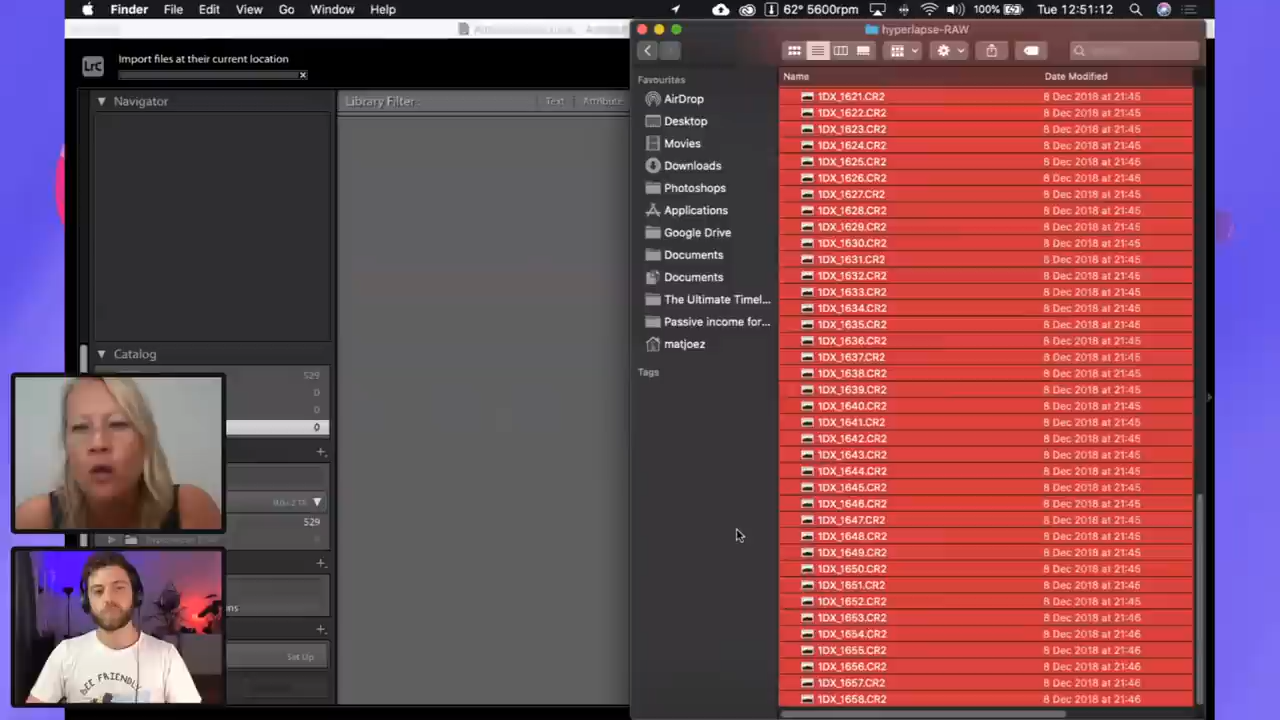 Finder File Edit View Go Window Help
62° 5600rpm 100% Tue 12:51:12
hyperlapse-RAW
LrC Import files at their current location
Navigator
Library Filter: Text Attribute
Catalog
529
0
0
0
529
ns
Set Up
Favourites
AirDrop
Desktop
Movies
Downloads
Photoshops
Applications
Google Drive
Documents
Documents
The Ultimate Timel...
Passive income for...
matjoez
Tags
Name Date Modified
1DX_1621.CR2 8 Dec 2018 at 21:45
1DX_1622.CR2 8 Dec 2018 at 21:45
1DX_1623.CR2 8 Dec 2018 at 21:45
1DX_1624.CR2 8 Dec 2018 at 21:45
1DX_1625.CR2 8 Dec 2018 at 21:45
1DX_1626.CR2 8 Dec 2018 at 21:45
1DX_1627.CR2 8 Dec 2018 at 21:45
1DX_1628.CR2 8 Dec 2018 at 21:45
1DX_1629.CR2 8 Dec 2018 at 21:45
1DX_1630.CR2 8 Dec 2018 at 21:45
1DX_1631.CR2 8 Dec 2018 at 21:45
1DX_1632.CR2 8 Dec 2018 at 21:45
1DX_1633.CR2 8 Dec 2018 at 21:45
1DX_1634.CR2 8 Dec 2018 at 21:45
1DX_1635.CR2 8 Dec 2018 at 21:45
1DX_1636.CR2 8 Dec 2018 at 21:45
1DX_1637.CR2 8 Dec 2018 at 21:45
1DX_1638.CR2 8 Dec 2018 at 21:45
1DX_1639.CR2 8 Dec 2018 at 21:45
1DX_1640.CR2 8 Dec 2018 at 21:45
1DX_1641.CR2 8 Dec 2018 at 21:45
1DX_1642.CR2 8 Dec 2018 at 21:45
1DX_1643.CR2 8 Dec 2018 at 21:45
1DX_1644.CR2 8 Dec 2018 at 21:45
1DX_1645.CR2 8 Dec 2018 at 21:45
1DX_1646.CR2 8 Dec 2018 at 21:45
1DX_1647.CR2 8 Dec 2018 at 21:45
1DX_1648.CR2 8 Dec 2018 at 21:45
1DX_1649.CR2 8 Dec 2018 at 21:45
1DX_1650.CR2 8 Dec 2018 at 21:45
1DX_1651.CR2 8 Dec 2018 at 21:45
1DX_1652.CR2 8 Dec 2018 at 21:45
1DX_1653.CR2 8 Dec 2018 at 21:46
1DX_1654.CR2 8 Dec 2018 at 21:46
1DX_1655.CR2 8 Dec 2018 at 21:46
1DX_1656.CR2 8 Dec 2018 at 21:46
1DX_1657.CR2 8 Dec 2018 at 21:46
1DX_1658.CR2 8 Dec 2018 at 21:46
BEE FRIENDLY